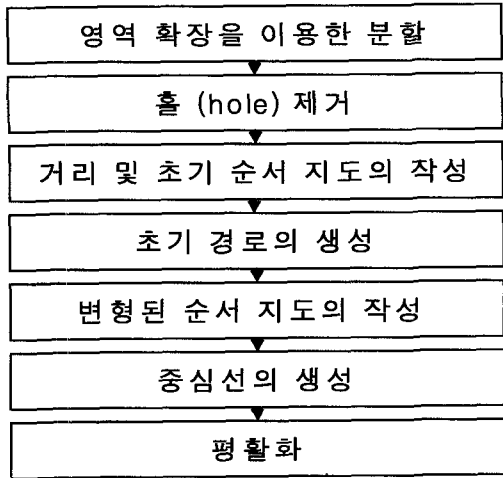 영역 확장을 이용한 분할
홀 (hole) 제거
거리 및 초기 순서 지도의 작성
초기 경로의 생성
변형된 순서 지도의 작성
중심선의 생성
평활화